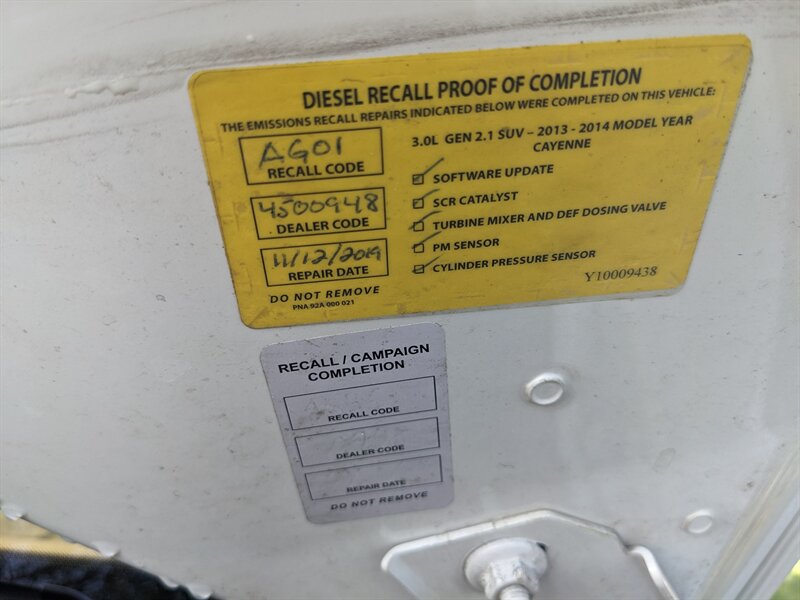 DIESEL RECALL PROOF OF COMPLETION
THE EMISSIONS RECALL REPAIRS INDICATED BELOW WERE COMPLETED ON THIS VEHICLE:
AG01
RECALL CODE
4500948
DEALER CODE
11/12/2019
REPAIR DATE
DO NOT REMOVE
PNA 92A 000 021
3.0L GEN 2.1 SUV – 2013 - 2014 MODEL YEAR
CAYENNE
SOFTWARE UPDATE
SCR CATALYST
TURBINE MIXER AND DEF DOSING VALVE
PM SENSOR
CYLINDER PRESSURE SENSOR
Y10009438
RECALL / CAMPAIGN
COMPLETION
RECALL CODE
DEALER CODE
REPAIR DATE
DO NOT REMOVE